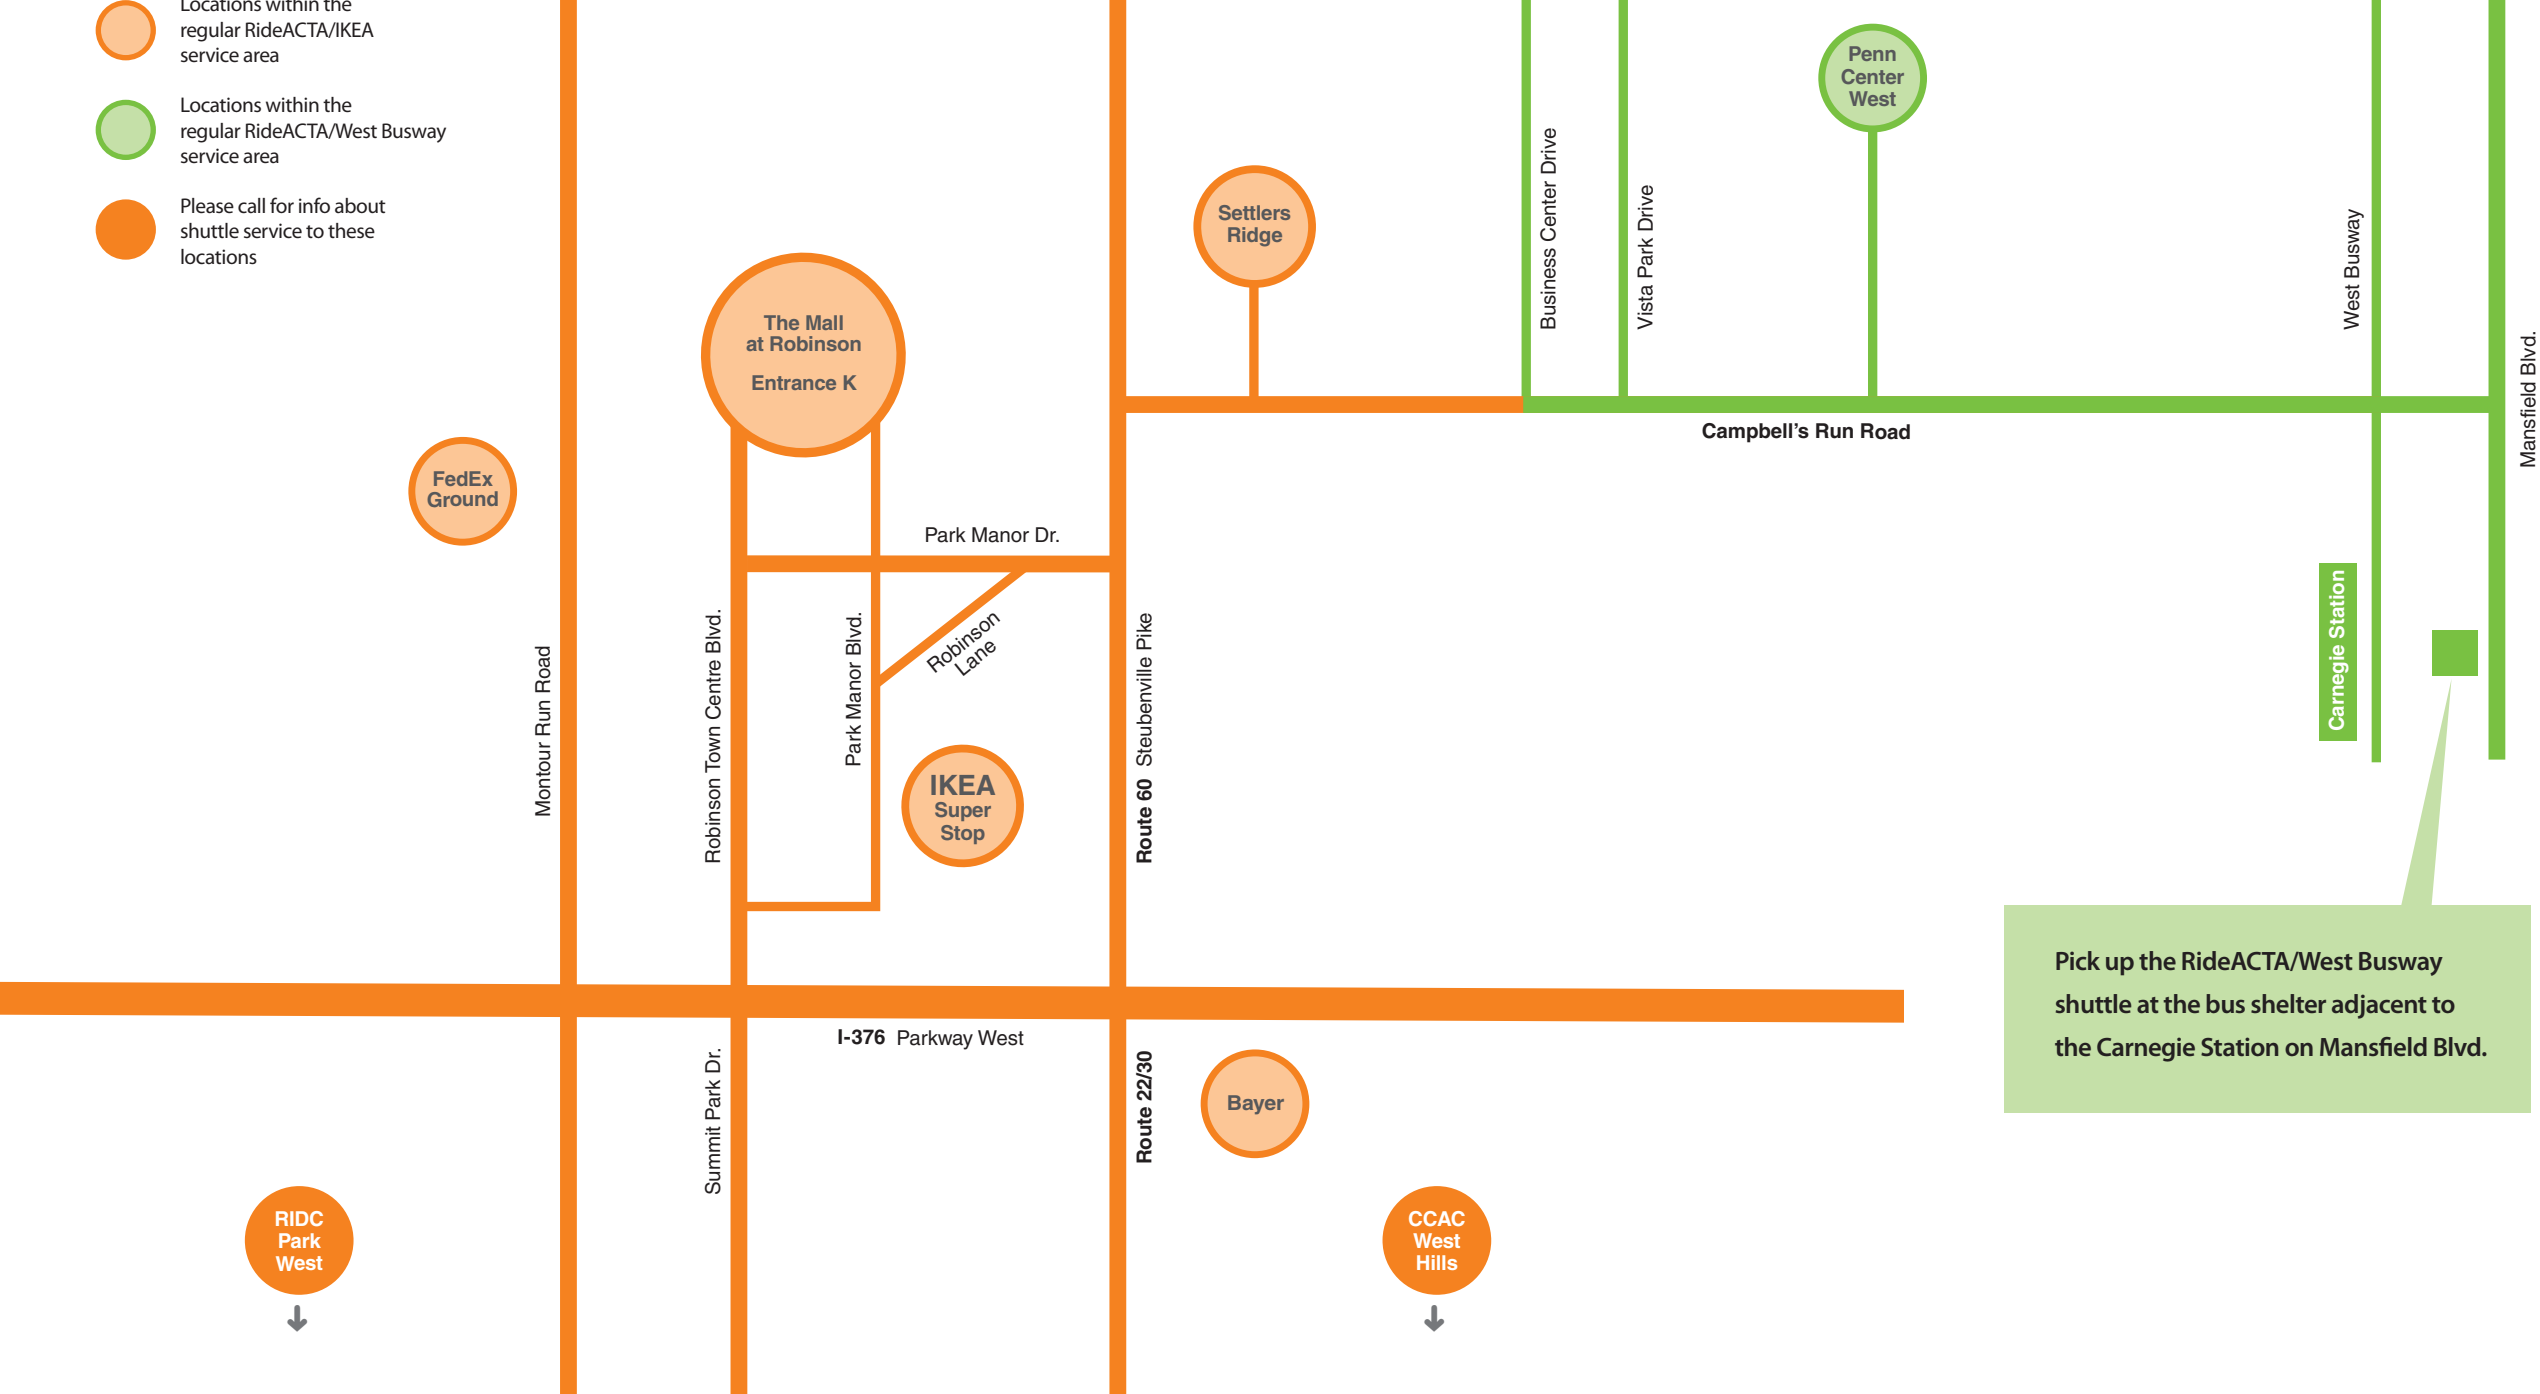 Locations within the
regular RideACTA/IKEA
service area
Locations within the
regular RideACTA/West Busway
service area
Please call for info about
shuttle service to these
locations
Penn
Center
West
Settlers
Ridge
Business Center Drive
Vista Park Drive
West Busway
Mansfield Blvd.
The Mall
at Robinson
Entrance K
Campbell's Run Road
FedEx
Ground
Park Manor Dr.
Robinson
Lane
Montour Run Road
Robinson Town Centre Blvd.
Park Manor Blvd.
Route 60 Steubenville Pike
Carnegie Station
IKEA
Super
Stop
Pick up the RideACTA/West Busway
shuttle at the bus shelter adjacent to
the Carnegie Station on Mansfield Blvd.
I-376 Parkway West
Summit Park Dr.
Route 22/30
Bayer
RIDC
Park
West
CCAC
West
Hills